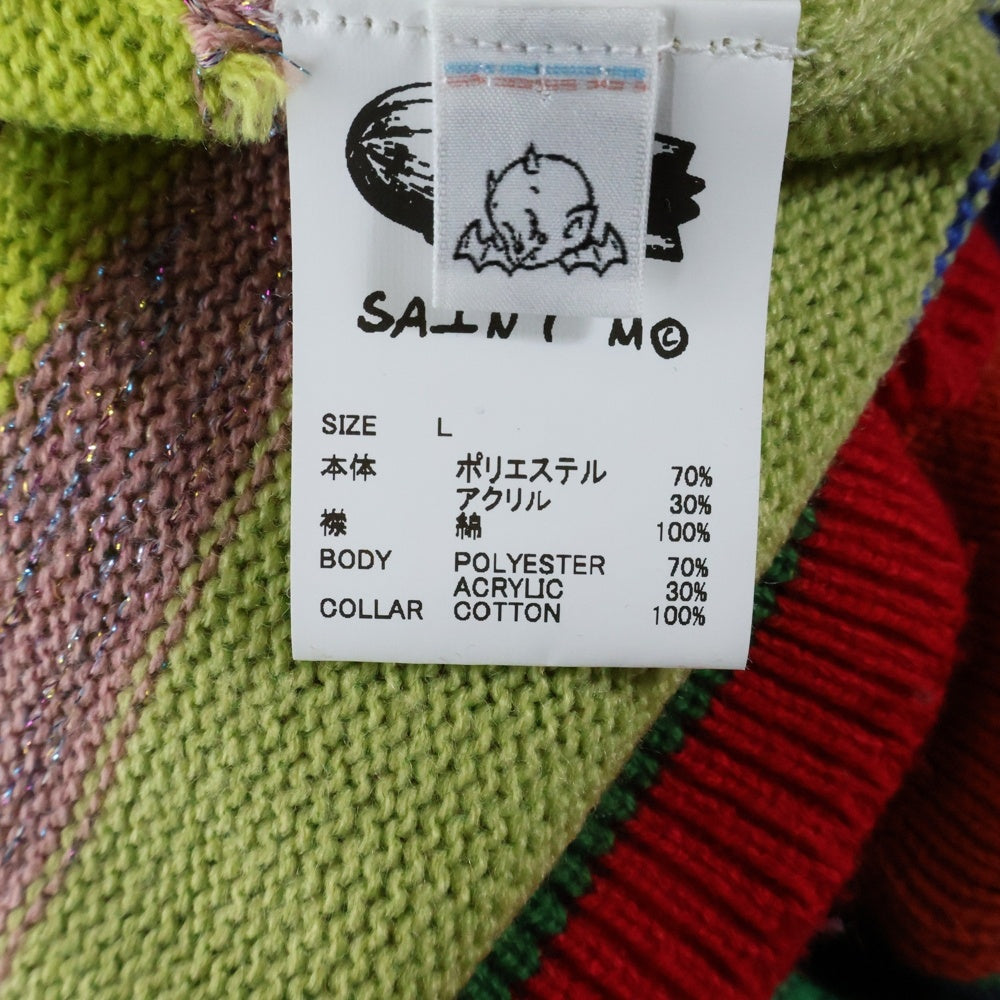 SAINT M©
SIZE L
本体 ポリエステル 70%
アクリル 30%
襟 綿 100%
BODY POLYESTER 70%
ACRYLIC 30%
COLLAR COTTON 100%